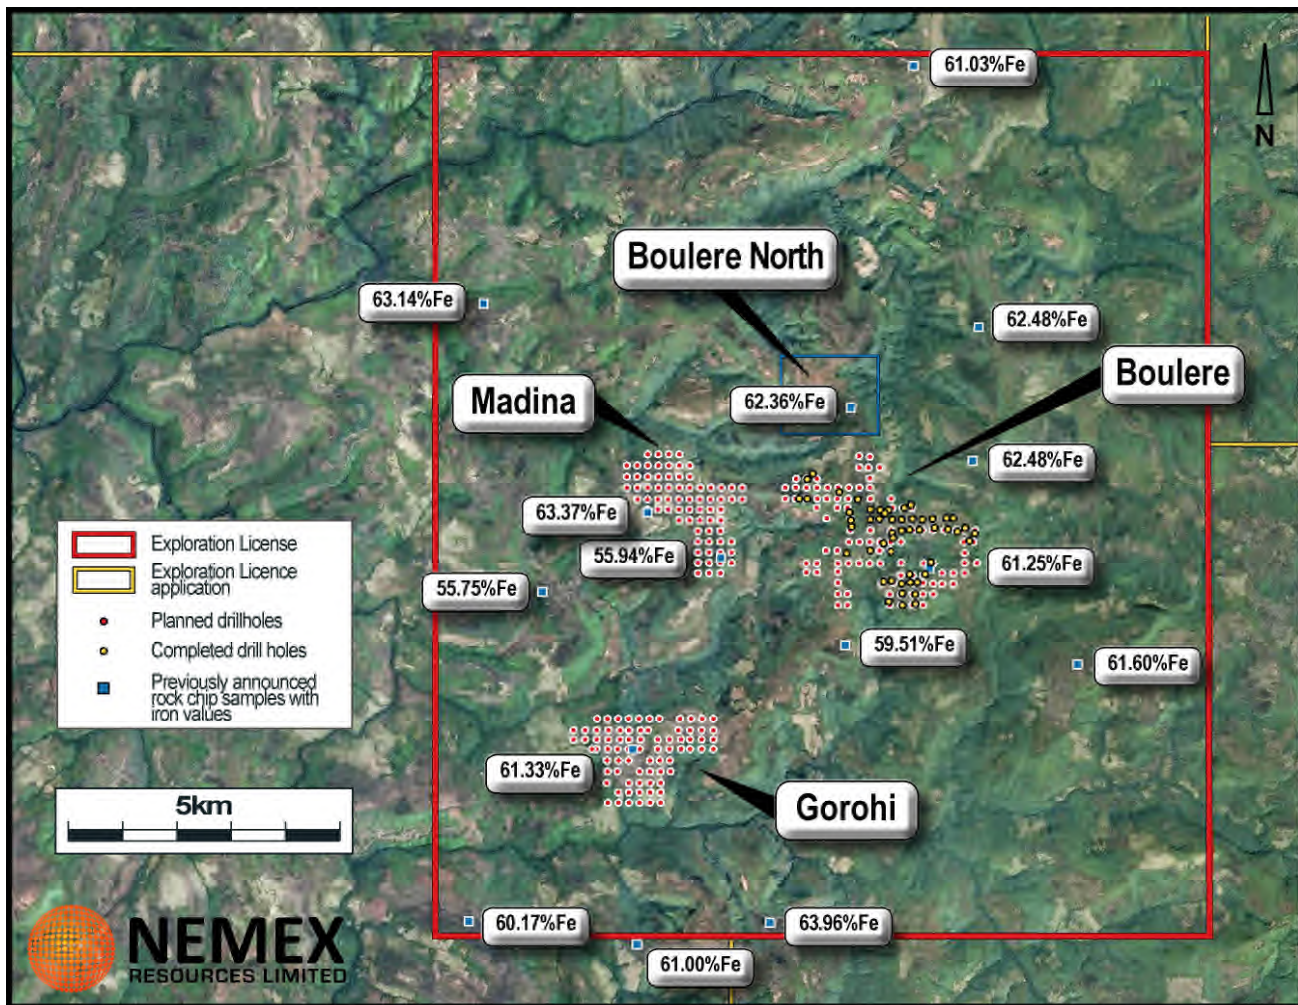 61.03%Fe
N
Boulere North
63.14%Fe
62.48%Fe
Boulere
Madina
62.36%Fe
62.48%Fe
63.37%Fe
55.94%Fe
61.25%Fe
55.75%Fe
59.51%Fe
61.60%Fe
Exploration License
Exploration Licence
application
Planned drillholes
Completed drill holes
Previously announced
rock chip samples with
iron values
61.33%Fe
Gorohi
5km
60.17%Fe
63.96%Fe
61.00%Fe
NEMEX
RESOURCES LIMITED